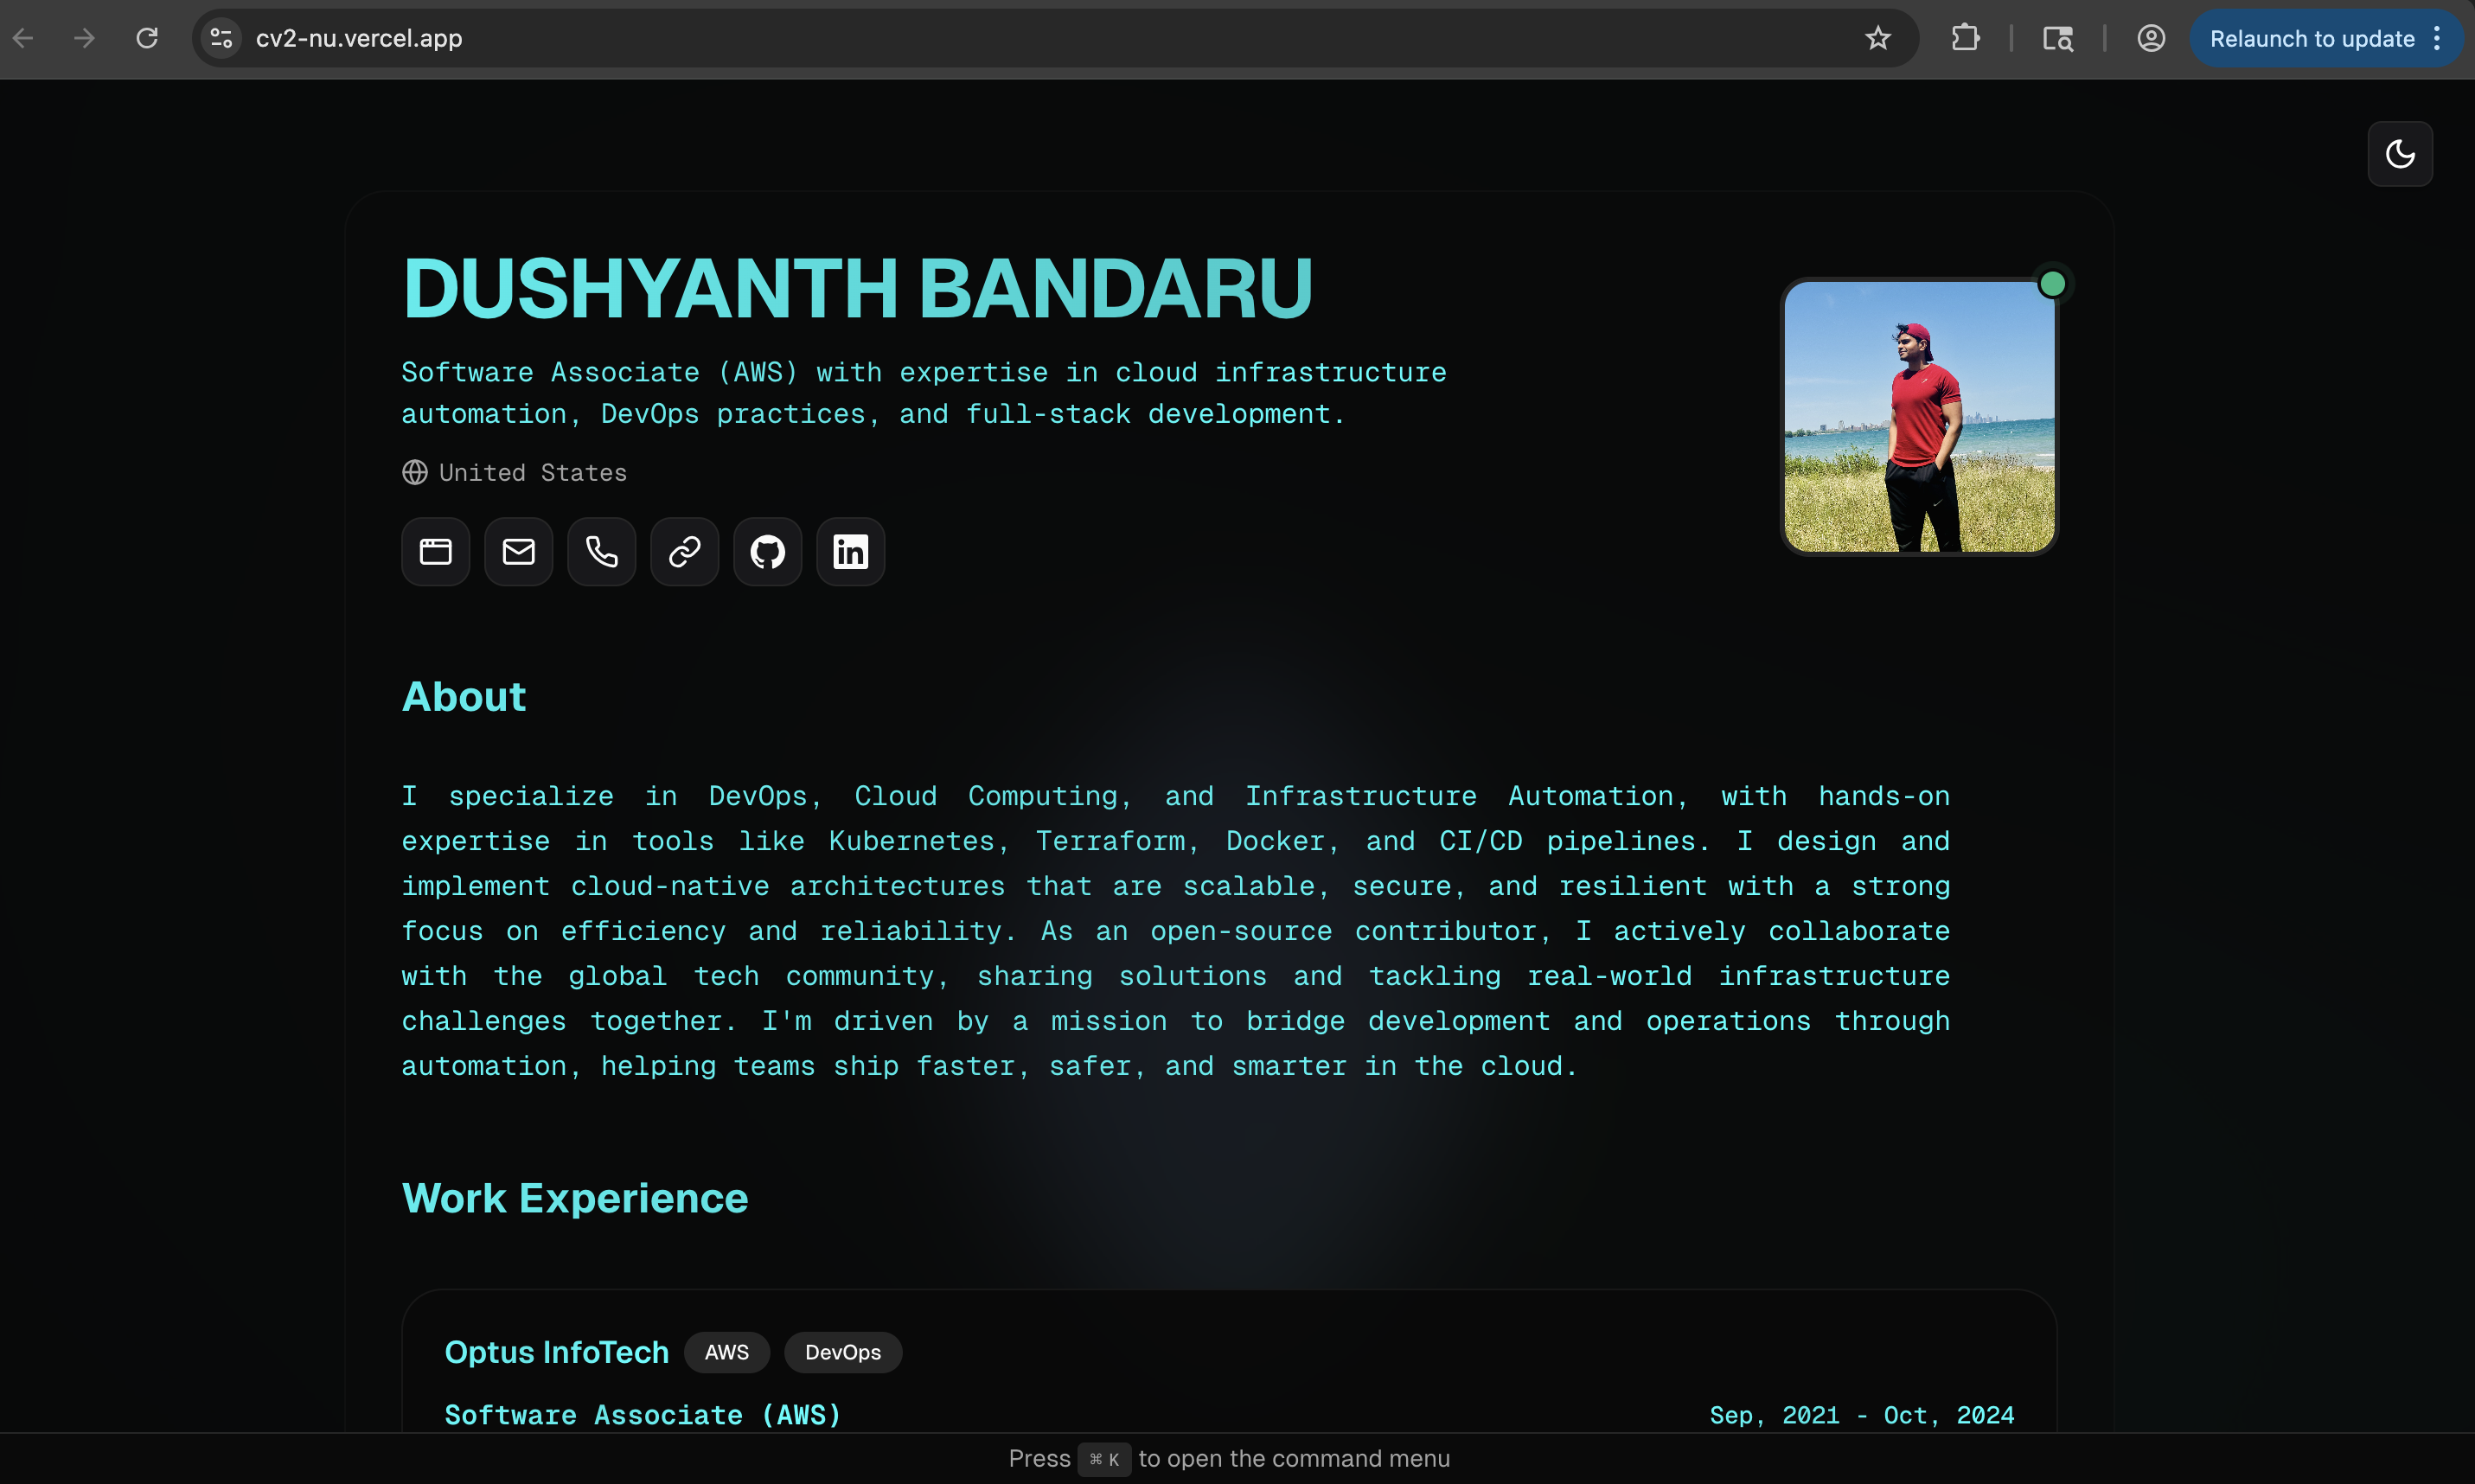 cv2-nu.vercel.app
Relaunch to update
DUSHYANTH BANDARU
Software Associate (AWS) with expertise in cloud infrastructure
automation, DevOps practices, and full-stack development.
United States
in
About
I specialize in DevOps, Cloud Computing, and Infrastructure Automation, with hands-on
expertise in tools like Kubernetes, Terraform, Docker, and CI/CD pipelines. I design and
implement cloud-native architectures that are scalable, secure, and resilient with a strong
focus on efficiency and reliability. As an open-source contributor, I actively collaborate
with the global tech community, sharing solutions and tackling real-world infrastructure
challenges together. I'm driven by a mission to bridge development and operations through
automation, helping teams ship faster, safer, and smarter in the cloud.
Work Experience
Optus InfoTech AWS DevOps
Software Associate (AWS) Sep, 2021 - Oct, 2024
Press ⌘ K to open the command menu